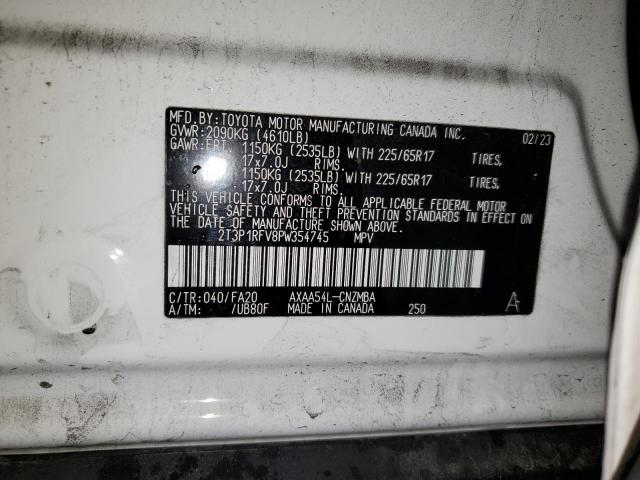 MFD.BY:TOYOTA MOTOR MANUFACTURING CANADA INC. 02/23
GVWR:2090KG (4610LB)
GAWR:FRT. 1150KG (2535LB) WITH 225/65R17 TIRES,
17x7.0J RIMS.
1150KG (2535LB) WITH 225/65R17 TIRES,
17x7.0J RIMS.
THIS VEHICLE CONFORMS TO ALL APPLICABLE FEDERAL MOTOR
VEHICLE SAFETY AND THEFT PREVENTION STANDARDS IN EFFECT ON
THE DATE OF MANUFACTURE SHOWN ABOVE.
2T3P1RFV8PW354745 MPV
C/TR:040/FA20 AXAA54L-CNZMBA
A/TM: /UB80F MADE IN CANADA 250 A